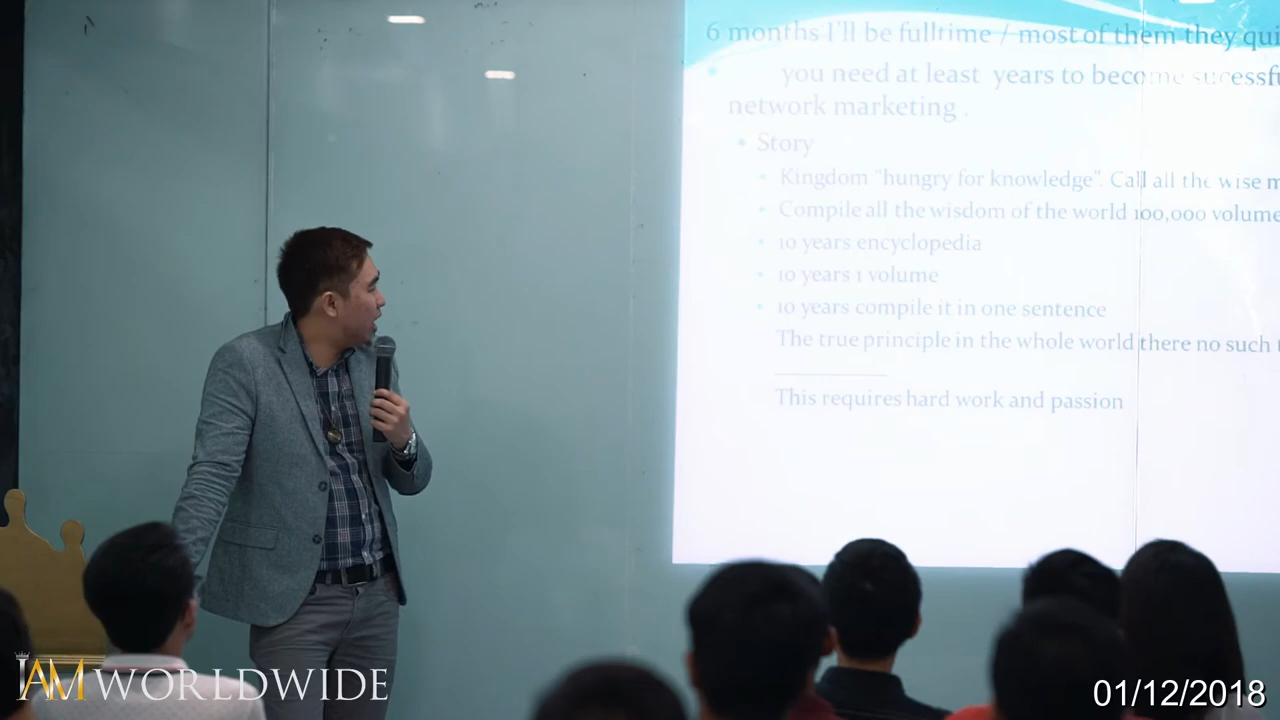 6 months I'll be fulltime / most of them they qui
you need at least years to become sucessfu
network marketing .
Story
Kingdom "hungry for knowledge". Call all the wise m
Compile all the wisdom of the world 100,000 volume
10 years encyclopedia
10 years 1 volume
10 years compile it in one sentence
The true principle in the whole world there no such t
This requires hard work and passion
IAM WORLDWIDE
01/12/2018